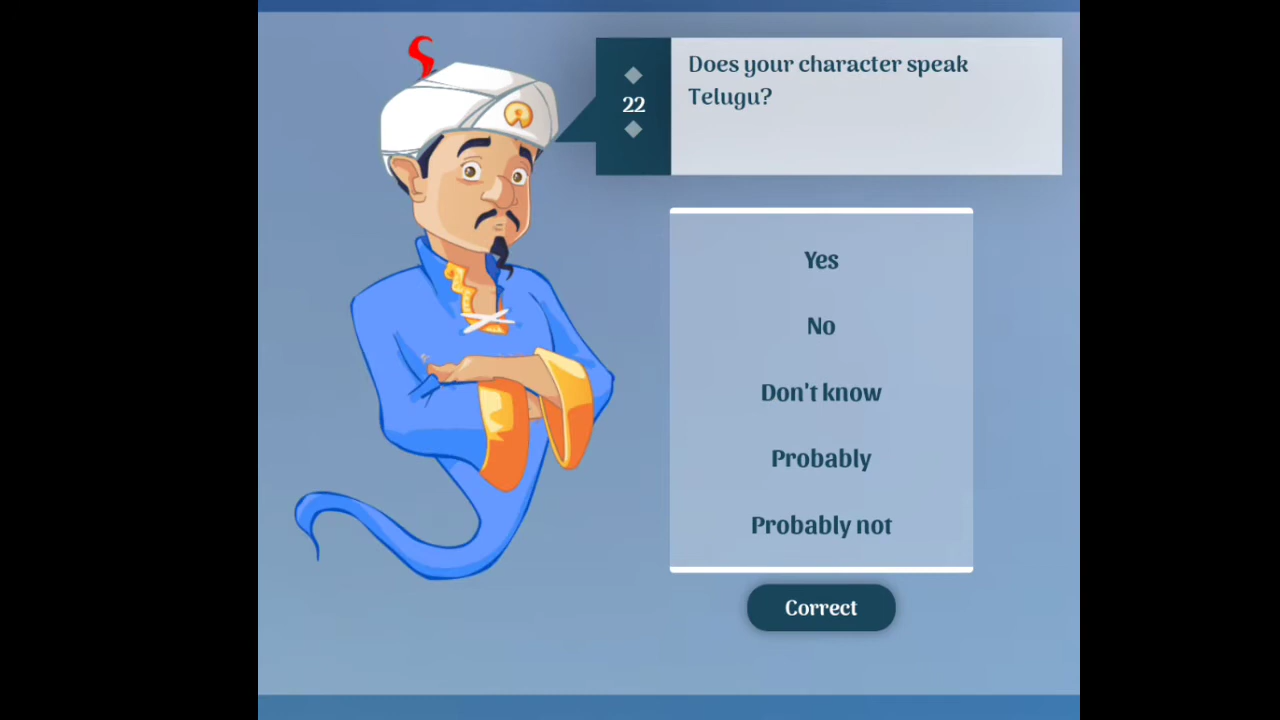 22
Does your character speak
Telugu?
Yes
No
Don't know
Probably
Probably not
Correct